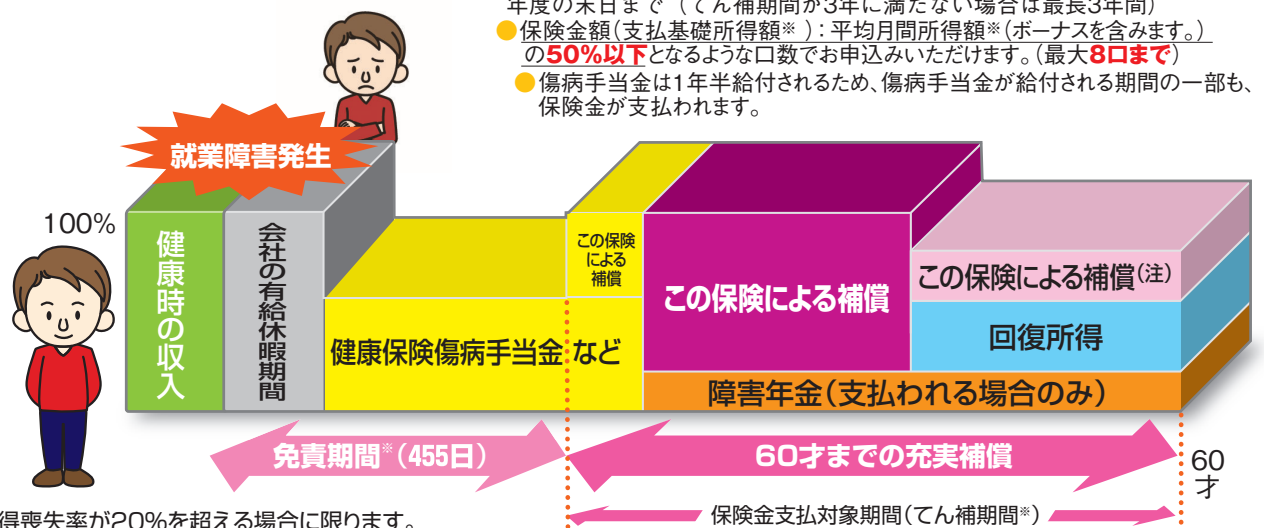 年度の末日まで（てん補期間が3年に満たない場合は最長3年間）
●保険金額（支払基礎所得額※）：平均月間所得額※（ボーナスを含みます。）
の50%以下となるような口数でお申込みいただけます。（最大8口まで）
●傷病手当金は1年半給付されるため、傷病手当金が給付される期間の一部も、
保険金が支払われます。
就業障害発生
100%
健康時の収入
会社の有給休暇期間
健康保険傷病手当金 など
この保険
による
補償
この保険による補償
この保険による補償(注)
回復所得
障害年金（支払われる場合のみ）
免責期間※（455日）
60才までの充実補償
60
才
得喪失率が20%を超える場合に限ります。
保険金支払対象期間（てん補期間※）